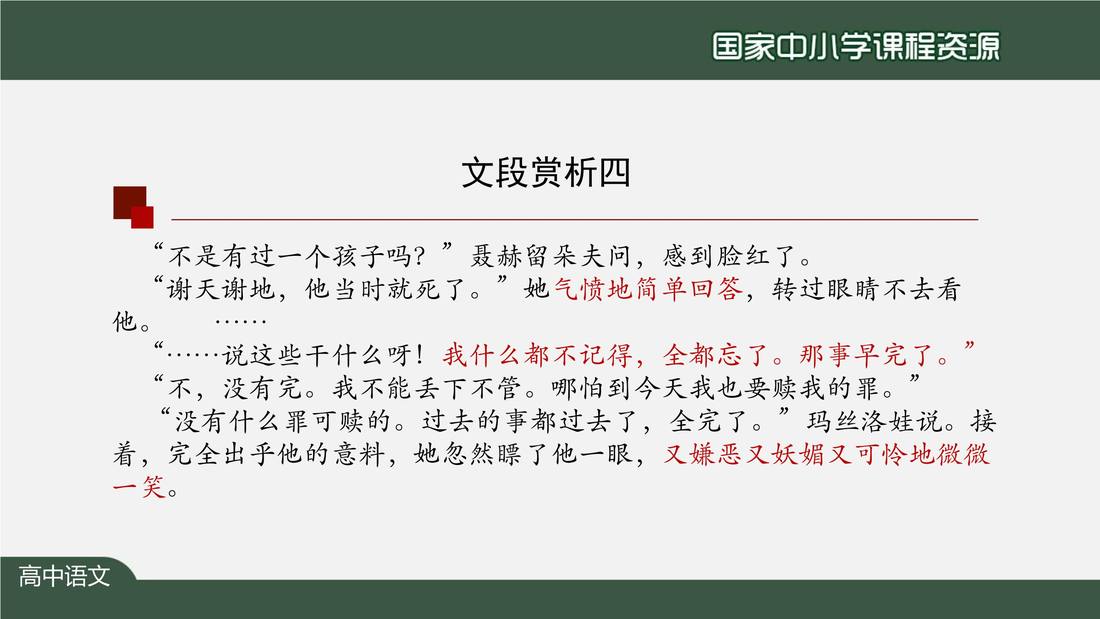 国家中小学课程资源
文段赏析四
“不是有过一个孩子吗？”聂赫留朵夫问，感到脸红了。
“谢天谢地，他当时就死了。”她气愤地简单回答，转过眼睛不去看
他。 ……
“……说这些干什么呀！我什么都不记得，全都忘了。那事早完了。”
“不，没有完。我不能丢下不管。哪怕到今天我也要赎我的罪。”
“没有什么罪可赎的。过去的事都过去了，全完了。”玛丝洛娃说。接
着，完全出乎他的意料，她忽然瞟了他一眼，又嫌恶又妖媚又可怜地微微
一笑。
高中语文